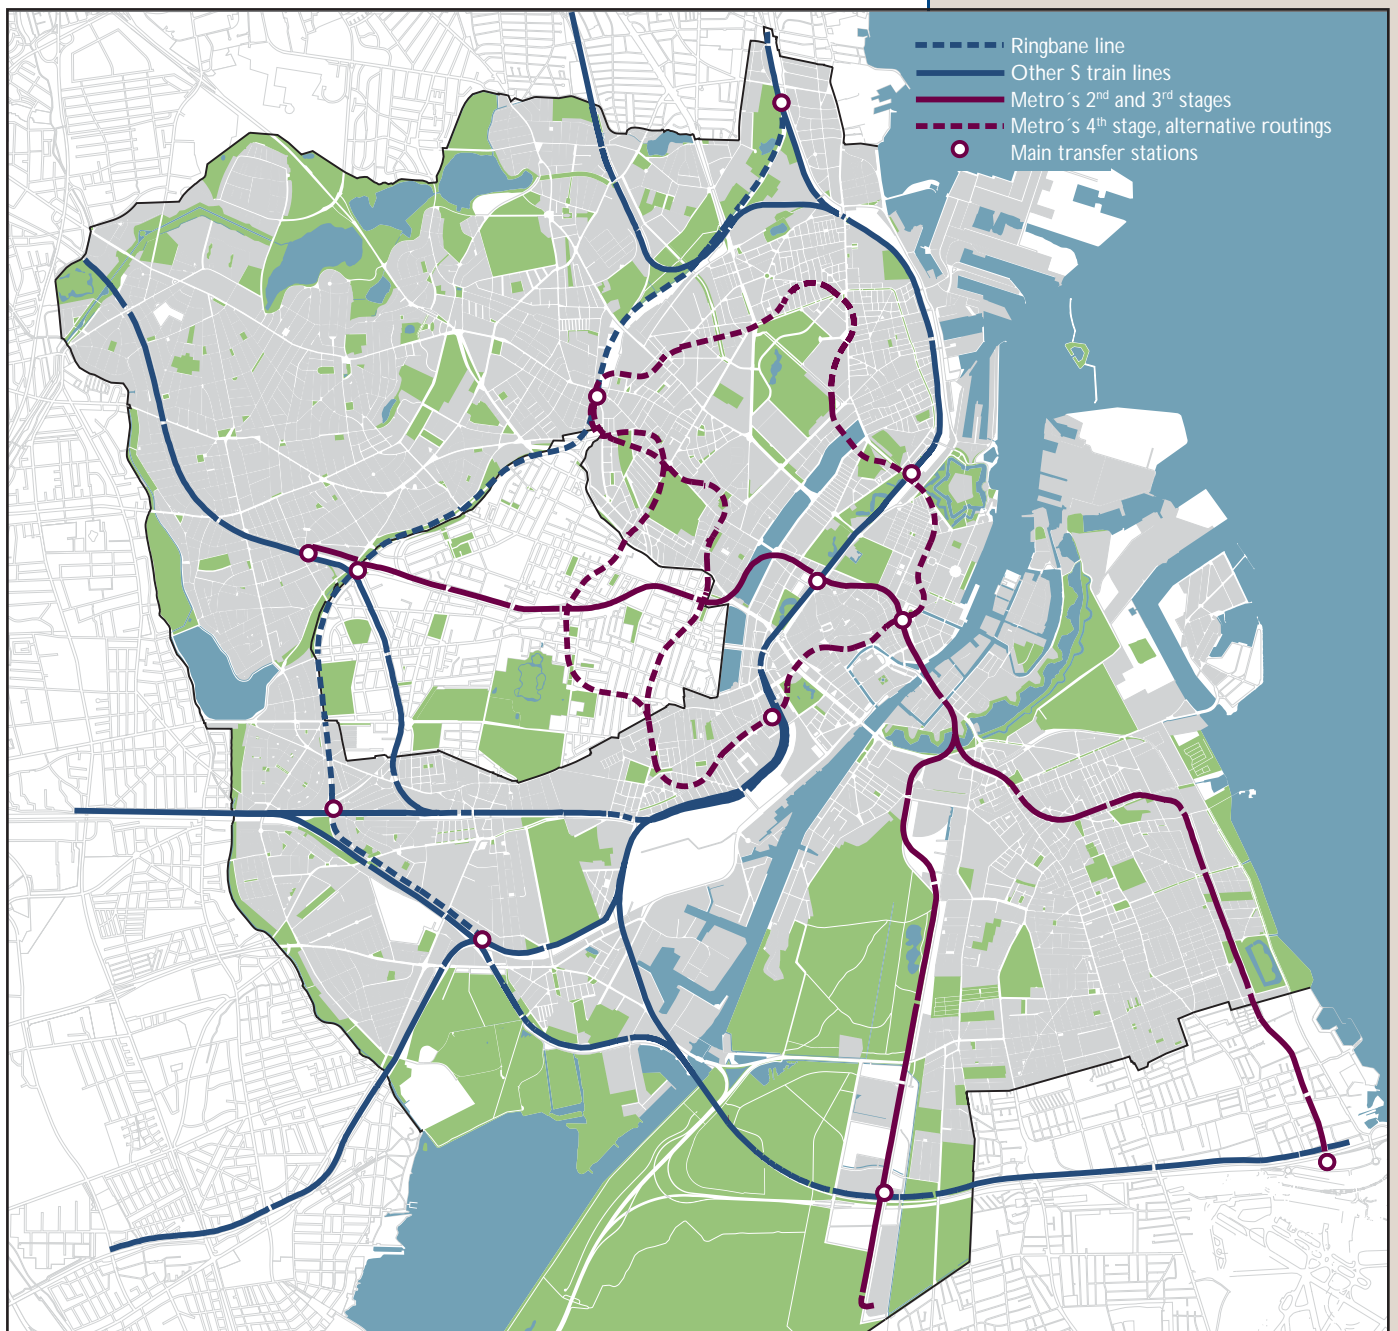 Ringbane line
Other S train lines
Metro´s 2nd and 3rd stages
Metro´s 4th stage, alternative routings
Main transfer stations